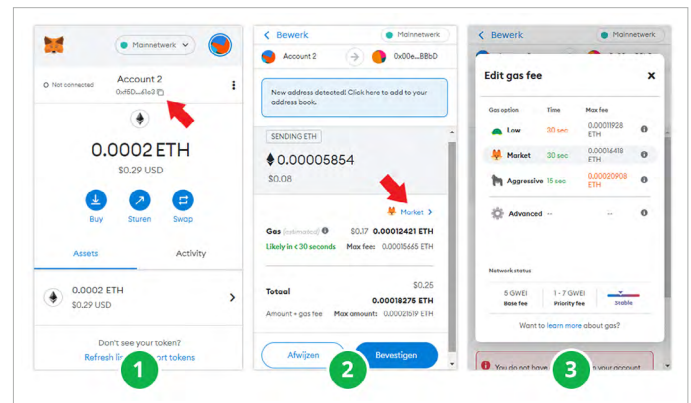 Mainnetwerk
Not connected
Account 2
0xf5D...61a3
0.0002 ETH
$0.29 USD
Buy
Sturen
Swap
Assets
Activity
0.0002 ETH
$0.29 USD
Don't see your token?
Refresh li
ort tokens
1
Bewerk
Mainnetwerk
Account 2
0x00e...BBbD
New address detected! Click here to add to your
address book.
SENDING ETH
0.00005854
$0.08
Market >
Gas (estimated) $0.17 0.00012421 ETH
Likely in < 30 seconds Max fee: 0.00015665 ETH
Totaal $0.25
0.00018275 ETH
Amount + gas fee Max amount: 0.00021519 ETH
Afwijzen
Bevestigen
2
Bewerk
Mainnetwerk
0x00e...BBbD
Edit gas fee
Gas option Time Max fee
Low 30 sec 0.00011928
ETH
Market 30 sec 0.00016418
ETH
Aggressive 15 sec 0.00020908
ETH
Advanced -- --
Network status
5 GWEI 1 - 7 GWEI
Base fee Priority fee Stable
Want to learn more about gas?
You do not have
n your account
3